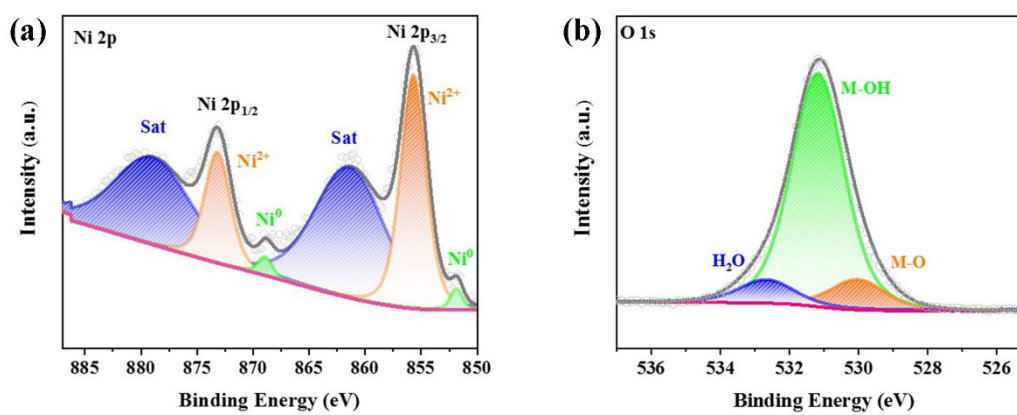 (a)
Ni 2p
Ni 2p3/2
Ni 2p1/2
Ni2+
Sat
Sat
Ni2+
Ni0
Ni0
Intensity (a.u.)
885 880 875 870 865 860 855 850
Binding Energy (eV)
(b)
O 1s
M-OH
H2O
M-O
Intensity (a.u.)
536 534 532 530 528 526
Binding Energy (eV)